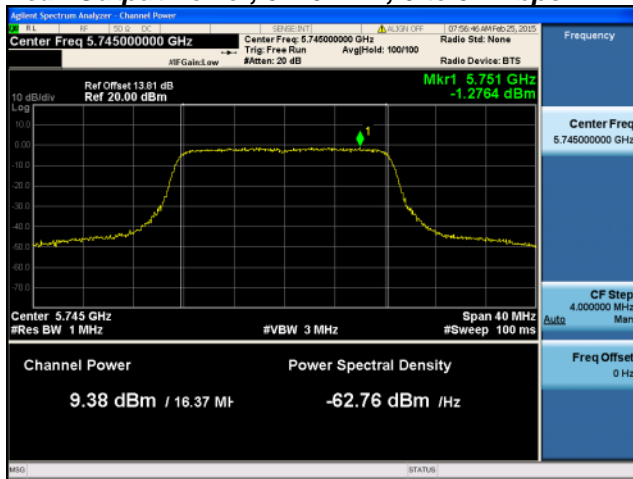 Agilent Spectrum Analyzer - Channel Power
RL RF 50 Ω DC SENSE:INT ALIGN OFF 07:56:46 AM Feb 25, 2015
Center Freq 5.745000000 GHz
Center Freq: 5.745000000 GHz
Radio Std: None
Frequency
Trig: Free Run Avg|Hold: 100/100
#IFGain:Low #Atten: 20 dB Radio Device: BTS
Mkr1 5.751 GHz
-1.2764 dBm
Ref Offset 13.81 dB
10 dB/div Ref 20.00 dBm
Log
10.0
0.00
-10.0
-20.0
-30.0
-40.0
-50.0
-60.0
-70.0
1
Center Freq
5.745000000 GHz
Center 5.745 GHz Span 40 MHz
#Res BW 1 MHz #VBW 3 MHz #Sweep 100 ms
CF Step
4.000000 MHz
Auto Man
Channel Power Power Spectral Density
9.38 dBm / 16.37 MH -62.76 dBm /Hz
Freq Offset
0 Hz
MSG STATUS